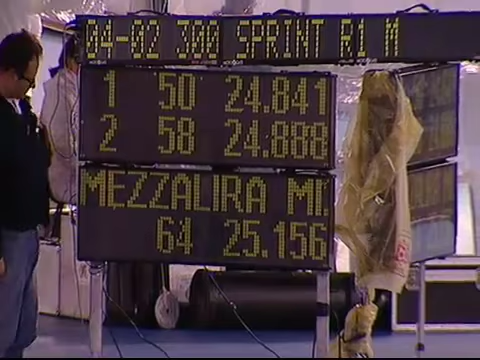 04-02 300 SPRINT R1 M
1 50 24.841
2 58 24.888
MEZZALIRA MI
64 25.156